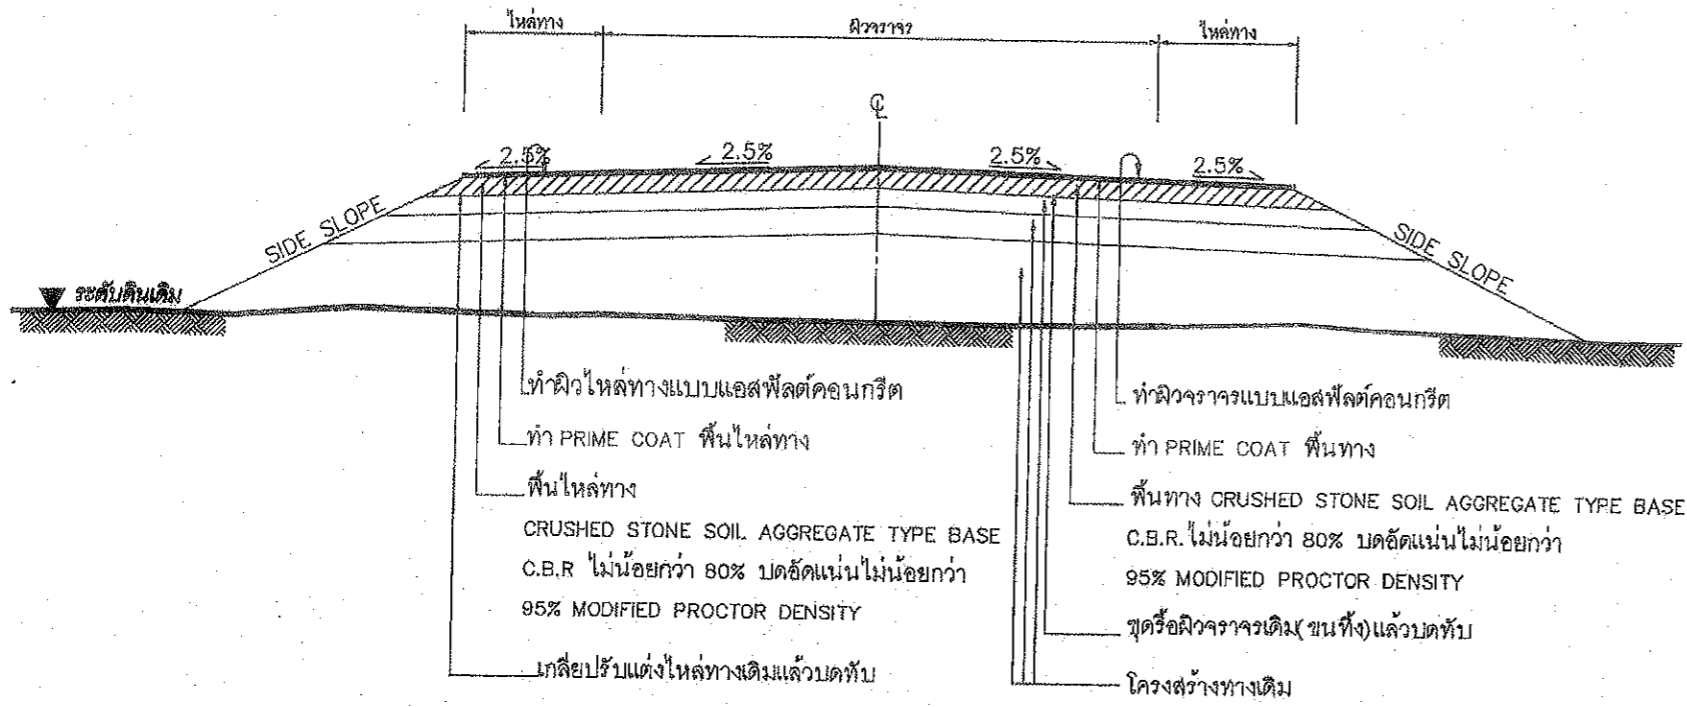 ไหล่ทาง
ผิวจราจร
ไหล่ทาง
℄
2.5%
2.5%
2.5%
2.5%
SIDE SLOPE
SIDE SLOPE
ระดับดินเดิม
ทำผิวไหล่ทางแบบแอสฟัลต์คอนกรีต
ทำ PRIME COAT พื้นไหล่ทาง
พื้นไหล่ทาง
CRUSHED STONE SOIL AGGREGATE TYPE BASE
C.B.R ไม่น้อยกว่า 80% บดอัดแน่นไม่น้อยกว่า
95% MODIFIED PROCTOR DENSITY
เกลี่ยปรับแต่งไหล่ทางเดิมแล้วบดทับ
ทำผิวจราจรแบบแอสฟัลต์คอนกรีต
ทำ PRIME COAT พื้นทาง
พื้นทาง CRUSHED STONE SOIL AGGREGATE TYPE BASE
C.B.R. ไม่น้อยกว่า 80% บดอัดแน่นไม่น้อยกว่า
95% MODIFIED PROCTOR DENSITY
ขุดรื้อผิวจราจรเดิม(ขนทิ้ง)แล้วบดทับ
โครงสร้างทางเดิม